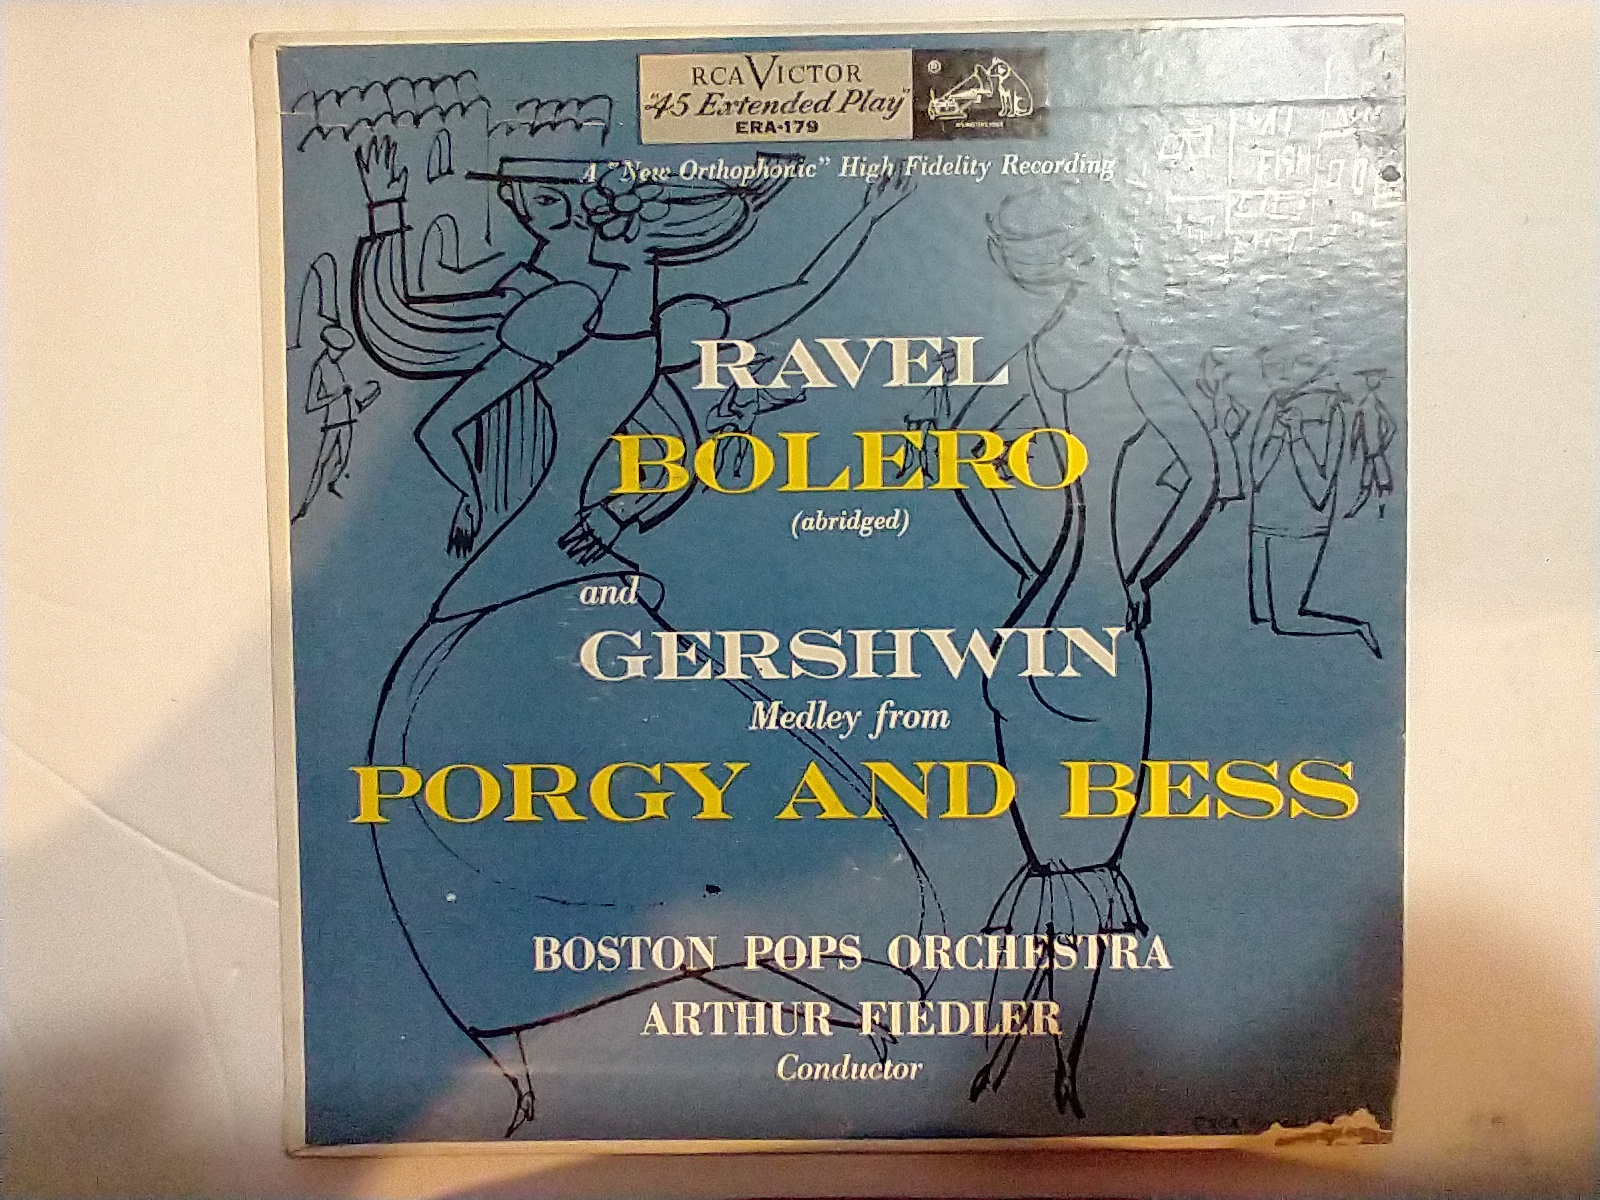 RCA VICTOR
"45 Extended Play"
ERA-179
A "New Orthophonic" High Fidelity Recording
FISH
RAVEL
BOLERO
(abridged)
and
GERSHWIN
Medley from
PORGY AND BESS
BOSTON POPS ORCHESTRA
ARTHUR FIEDLER
Conductor